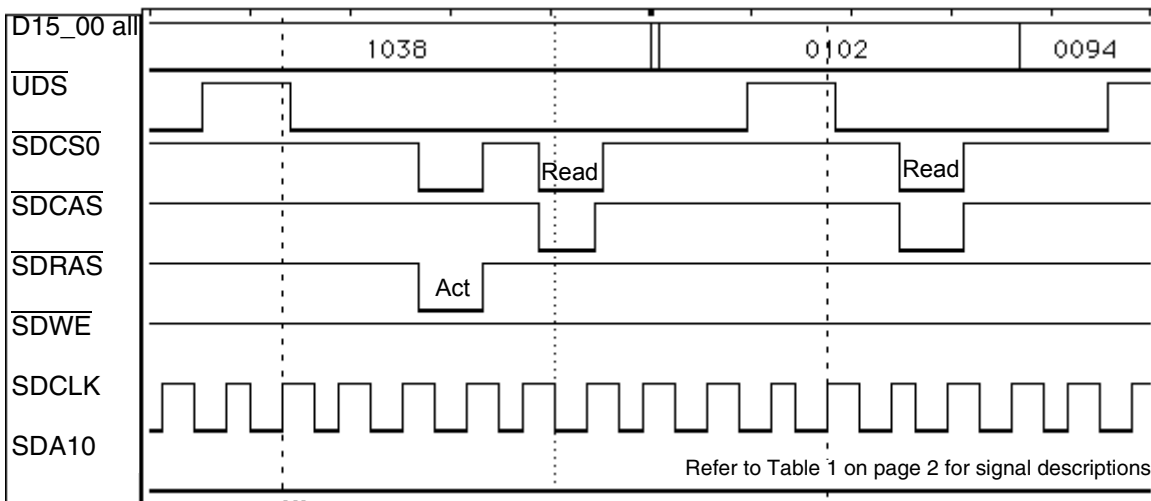 D15_00 all
1038
0102
0094
UDS
SDCS0
Read
Read
SDCAS
SDRAS
Act
SDWE
SDCLK
SDA10
Refer to Table 1 on page 2 for signal descriptions